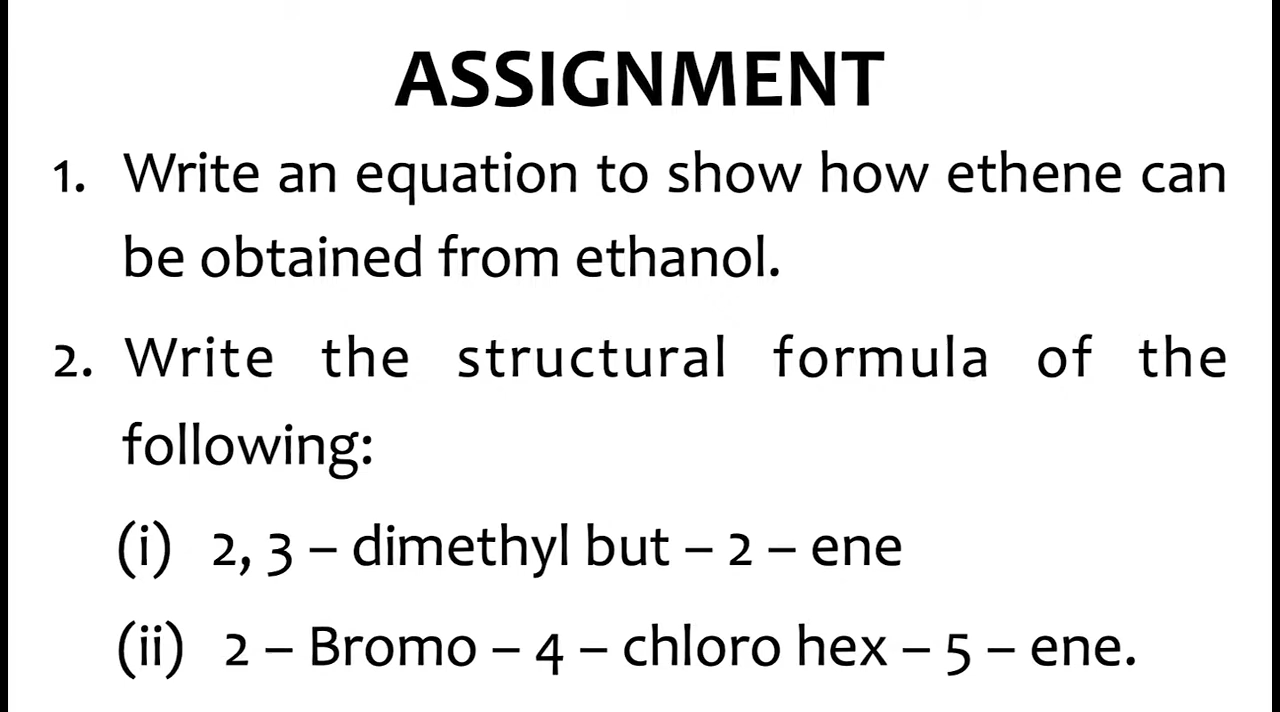 ASSIGNMENT
1. Write an equation to show how ethene can
be obtained from ethanol.
2. Write the structural formula of the
following:
(i) 2, 3 – dimethyl but – 2 – ene
(ii) 2 – Bromo – 4 – chloro hex – 5 – ene.